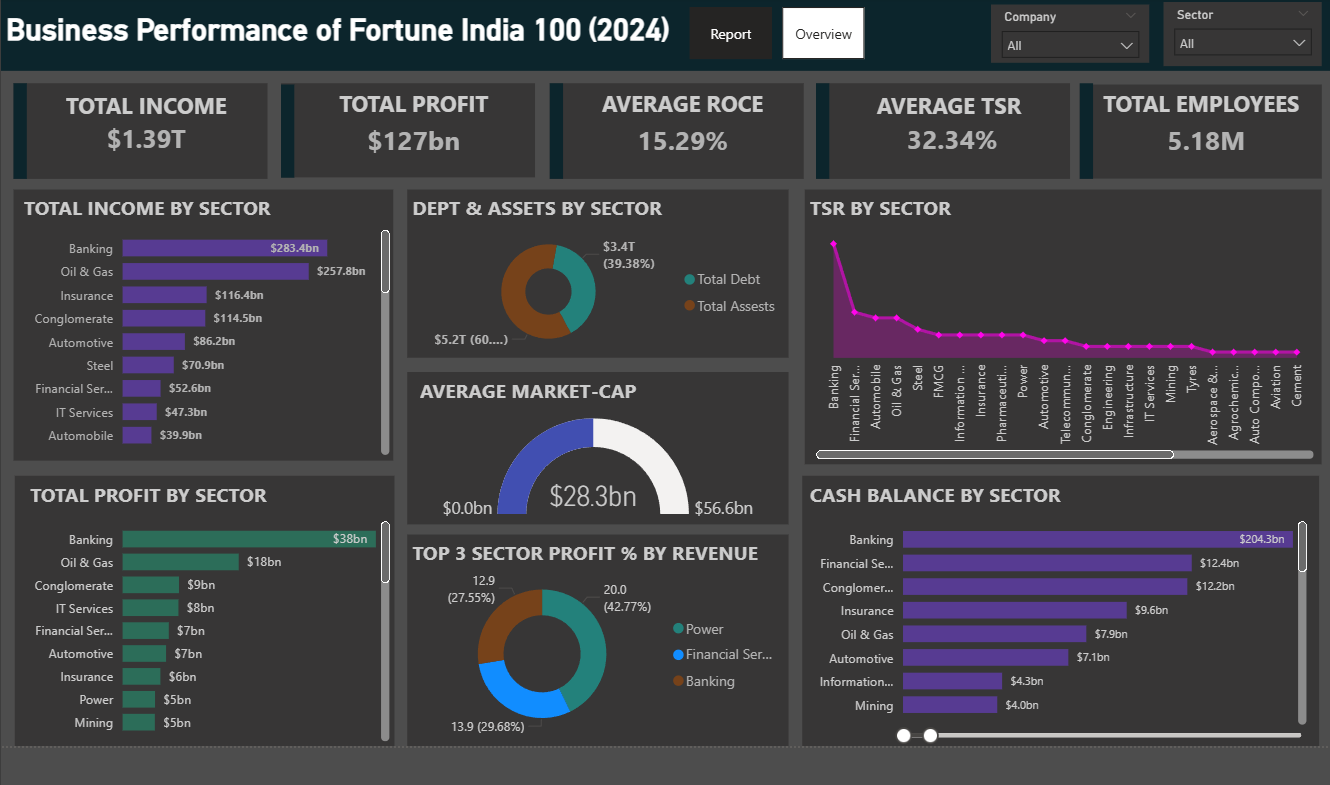 Business Performance of Fortune India 100 (2024)
Report
Overview
Company
All
Sector
All
TOTAL INCOME
$1.39T
TOTAL PROFIT
$127bn
AVERAGE ROCE
15.29%
AVERAGE TSR
32.34%
TOTAL EMPLOYEES
5.18M
TOTAL INCOME BY SECTOR
Banking $283.4bn
Oil & Gas $257.8bn
Insurance $116.4bn
Conglomerate $114.5bn
Automotive $86.2bn
Steel $70.9bn
Financial Ser... $52.6bn
IT Services $47.3bn
Automobile $39.9bn
DEPT & ASSETS BY SECTOR
$3.4T
(39.38%)
$5.2T (60....)
Total Debt
Total Assests
TSR BY SECTOR
Banking
Financial Ser...
Automobile
Oil & Gas
Steel
FMCG
Information ...
Insurance
Pharmaceuti...
Power
Automotive
Telecommun...
Conglomerate
Engineering
Infrastructure
IT Services
Mining
Tyres
Aerospace &...
Agrochemic...
Auto Compo...
Aviation
Cement
AVERAGE MARKET-CAP
$0.0bn
$28.3bn
$56.6bn
TOTAL PROFIT BY SECTOR
Banking $38bn
Oil & Gas $18bn
Conglomerate $9bn
IT Services $8bn
Financial Ser... $7bn
Automotive $7bn
Insurance $6bn
Power $5bn
Mining $5bn
TOP 3 SECTOR PROFIT % BY REVENUE
12.9
(27.55%)
20.0
(42.77%)
13.9 (29.68%)
Power
Financial Ser...
Banking
CASH BALANCE BY SECTOR
Banking $204.3bn
Financial Se... $12.4bn
Conglomer... $12.2bn
Insurance $9.6bn
Oil & Gas $7.9bn
Automotive $7.1bn
Information... $4.3bn
Mining $4.0bn